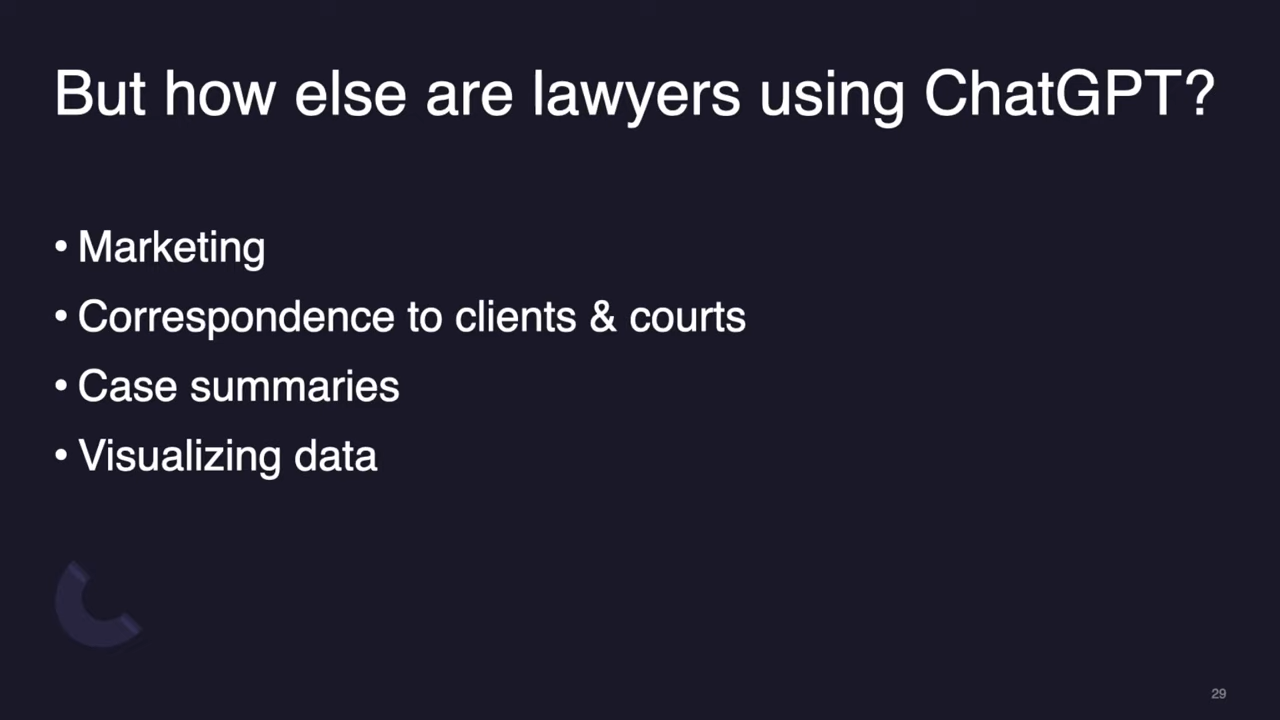 But how else are lawyers using ChatGPT?
• Marketing
• Correspondence to clients & courts
• Case summaries
• Visualizing data
29